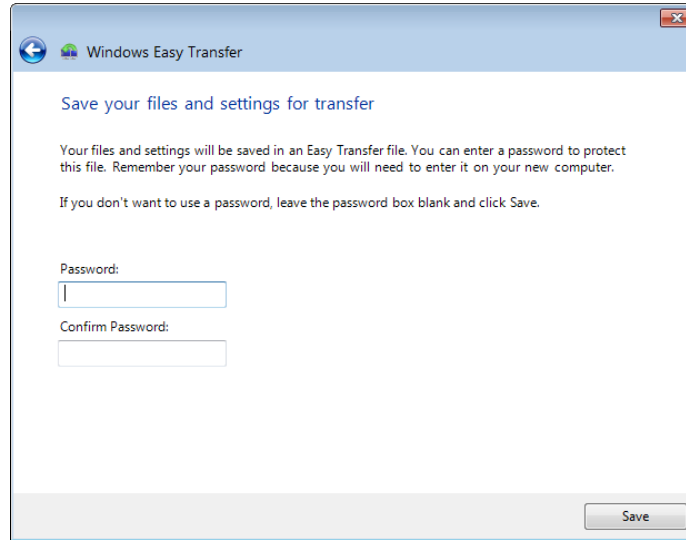 Windows Easy Transfer
Save your files and settings for transfer
Your files and settings will be saved in an Easy Transfer file. You can enter a password to protect
this file. Remember your password because you will need to enter it on your new computer.
If you don't want to use a password, leave the password box blank and click Save.
Password:
Confirm Password:
Save